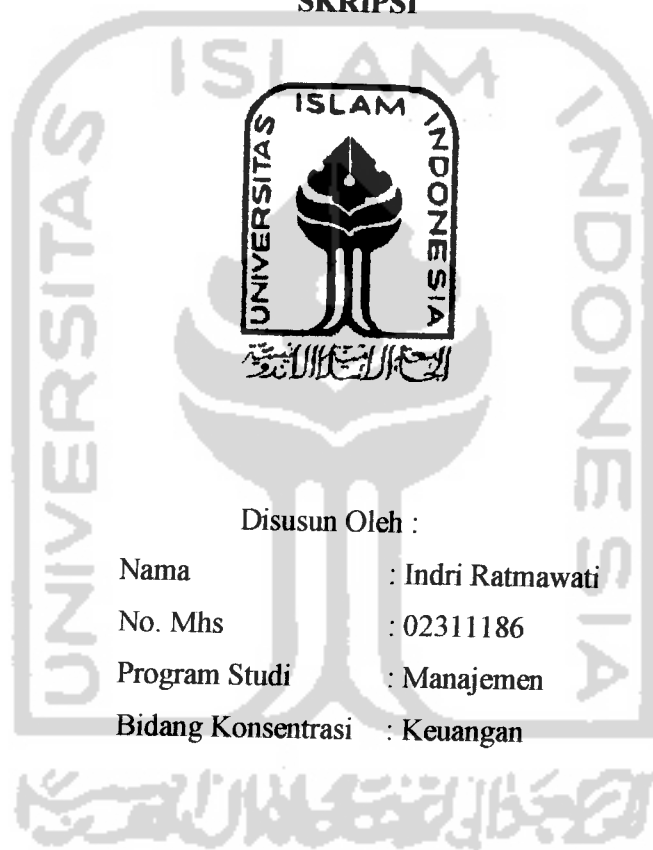 SKRIPSI
ISLAM
UNIVERSITAS
INDONESIA
Disusun Oleh :
Nama : Indri Ratmawati
No. Mhs : 02311186
Program Studi : Manajemen
Bidang Konsentrasi : Keuangan